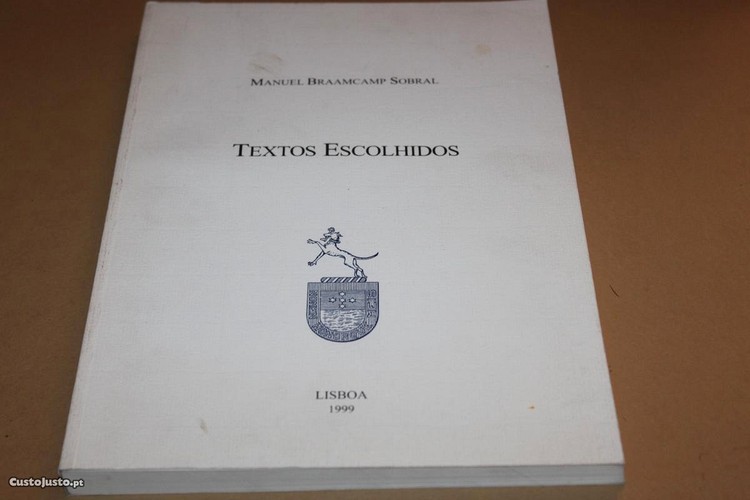 MANUEL BRAAMCAMP SOBRAL
TEXTOS ESCOLHIDOS
LISBOA
1999
CustoJusto.pt